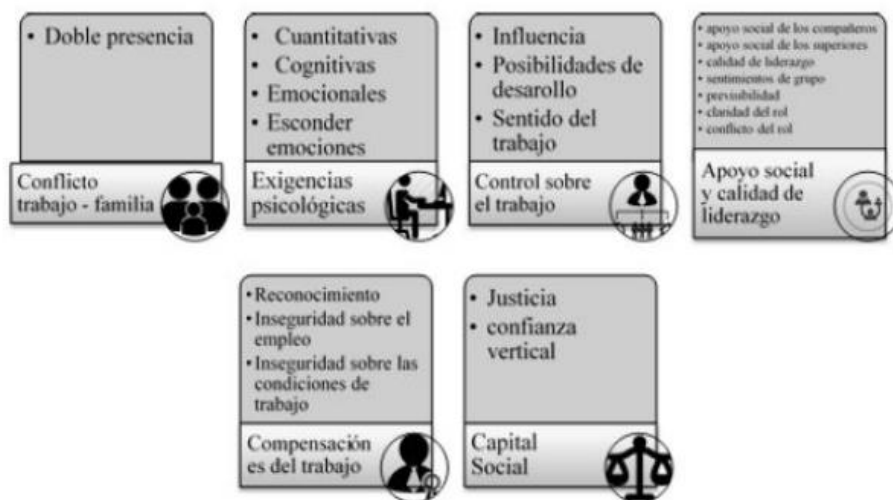 • Doble presencia
Conflicto
trabajo - familia
• Cuantitativas
• Cognitivas
• Emocionales
• Esconder
emociones
Exigencias
psicológicas
• Influencia
• Posibilidades de
desarollo
• Sentido del
trabajo
Control sobre
el trabajo
• apoyo social de los compañeros
• apoyo social de los superiores
• calidad de liderazgo
• sentimientos de grupo
• previsibilidad
• claridad del rol
• conflicto del rol
Apoyo social
y calidad de
liderazgo
• Reconocimiento
• Inseguridad sobre el
empleo
• Inseguridad sobre las
condiciones de
trabajo
Compensación
es del trabajo
• Justicia
• confianza
vertical
Capital
Social